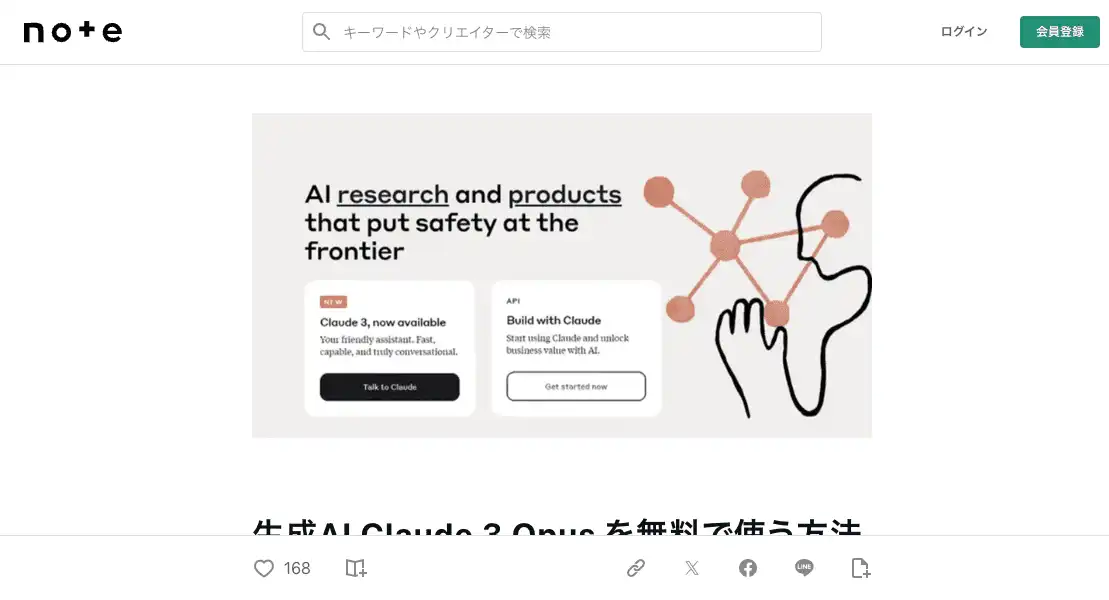 note
キーワードやクリエイターで検索
ログイン
会員登録
AI research and products
that put safety at the
frontier
NEW
Claude 3, now available
Your friendly assistant. Fast,
capable, and truly conversational.
Talk to Claude
API
Build with Claude
Start using Claude and unlock
business value with AI.
Get started now
生成AI Claude 3 Opus を無料で使う方法
168
LINE